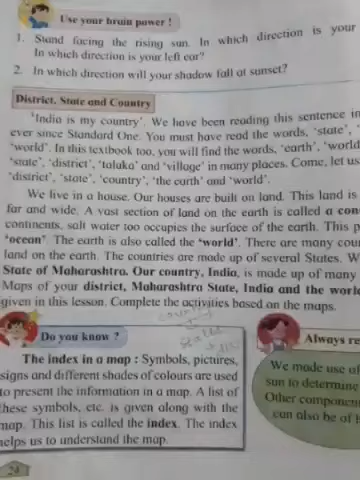 Use your brain power !
1. Stand facing the rising sun. In which direction is your
In which direction is your left ear?
2. In which direction will your shadow fall at sunset?
District, State and Country
'India is my country'. We have been reading this sentence in
ever since Standard One. You must have read the words, 'state',
'world'. In this textbook too, you will find the words, 'earth', 'world
'state', 'district', 'taluka' and 'village' in many places. Come, let us
'district', 'state', 'country', 'the earth' and 'world'.
We live in a house. Our houses are built on land. This land is
far and wide. A vast section of land on the earth is called a con
continents, salt water too occupies the surface of the earth. This p
'ocean'. The earth is also called the 'world'. There are many cou
land on the earth. The countries are made up of several States. W
State of Maharashtra. Our country, India, is made up of many
Maps of your district, Maharashtra State, India and the world
given in this lesson. Complete the activities based on the maps.
Do you know ?
The index in a map : Symbols, pictures,
signs and different shades of colours are used
to present the information in a map. A list of
these symbols, etc. is given along with the
map. This list is called the index. The index
helps us to understand the map.
Always re
We made use of
sun to determine
Other component
can also be of h
24